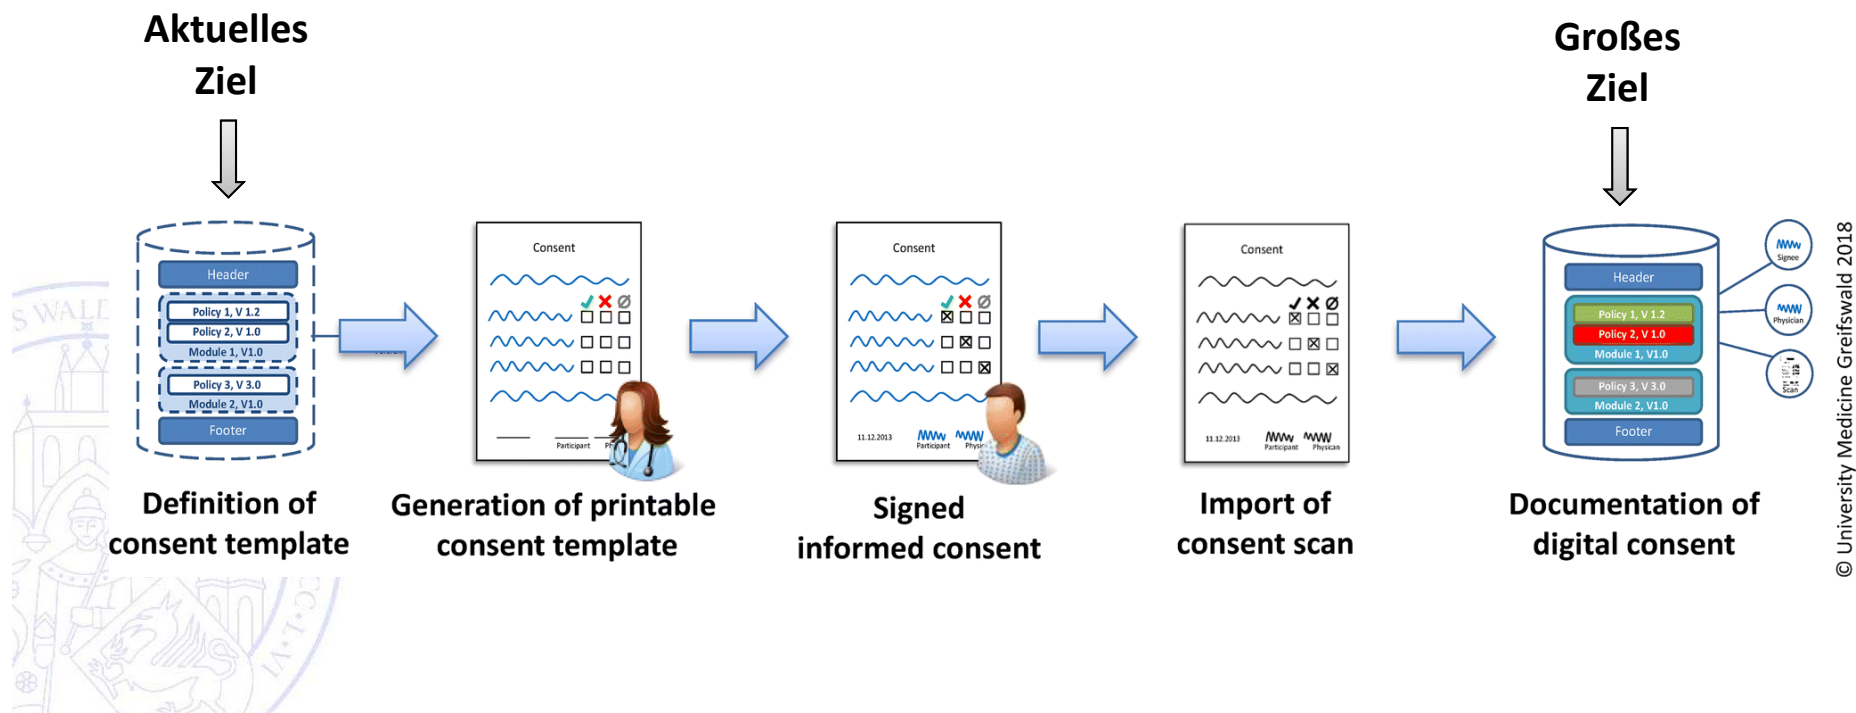 Aktuelles
Ziel
Großes
Ziel
Header
Policy 1, V 1.2
Policy 2, V 1.0
Module 1, V1.0
Policy 3, V 3.0
Module 2, V1.0
Footer
Definition of
consent template
Consent
Participant
Generation of printable
consent template
Consent
11.12.2013
Participant
Signed
informed consent
Consent
11.12.2013
Participant
Physican
Import of
consent scan
Header
Policy 1, V 1.2
Policy 2, V 1.0
Module 1, V1.0
Policy 3, V 3.0
Module 2, V1.0
Footer
Signee
Physician
Scan
Documentation of
digital consent
© University Medicine Greifswald 2018
S WALD